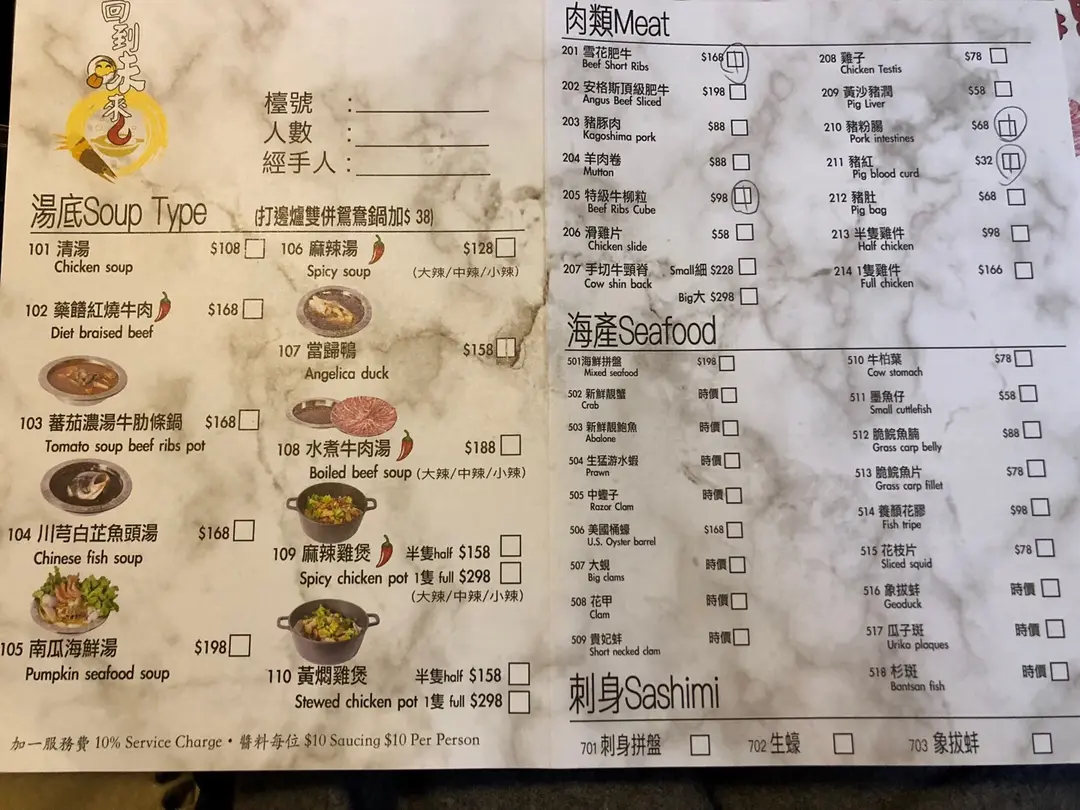 回到未來
檯號 :
人數 :
經手人 :
湯底Soup Type (打邊爐雙併鴛鴦鍋加$ 38)
101 清湯 $108
Chicken soup
102 藥饍紅燒牛肉 $168
Diet braised beef
103 蕃茄濃湯牛肋條鍋 $168
Tomato soup beef ribs pot
104 川芎白芷魚頭湯 $168
Chinese fish soup
105 南瓜海鮮湯 $198
Pumpkin seafood soup
106 麻辣湯 $128
Spicy soup (大辣/中辣/小辣)
107 當歸鴨 $158
Angelica duck
108 水煮牛肉湯 $188
Boiled beef soup (大辣/中辣/小辣)
109 麻辣雞煲 半隻half $158
Spicy chicken pot 1隻 full $298
(大辣/中辣/小辣)
110 黃燜雞煲 半隻half $158
Stewed chicken pot 1隻 full $298
加一服務費 10% Service Charge • 醬料每位 $10 Saucing $10 Per Person
肉類Meat
201 雪花肥牛 $168
Beef Short Ribs
202 安格斯頂級肥牛 $198
Angus Beef Sliced
203 豬豚肉 $88
Kagoshima pork
204 羊肉卷 $88
Mutton
205 特級牛柳粒 $98
Beef Ribs Cube
206 滑雞片 $58
Chicken slide
207 手切牛頸脊 Small細 $228
Cow shin back
Big大 $298
208 雞子 $78
Chicken Testis
209 黃沙豬潤 $58
Pig Liver
210 豬粉腸 $68
Pork intestines
211 豬紅 $32
Pig blood curd
212 豬肚 $68
Pig bag
213 半隻雞件 $98
Half chicken
214 1隻雞件 $166
Full chicken
海產Seafood
501海鮮拼盤 $198
Mixed seafood
502 新鮮靚蟹 時價
Crab
503 新鮮靚鮑魚 時價
Abalone
504 生猛游水蝦 時價
Prawn
505 中蟶子 時價
Razor Clam
506 美國桶蠔 $168
U.S. Oyster barrel
507 大蜆 時價
Big clams
508 花甲 時價
Clam
509 貴妃蚌 時價
Short necked clam
510 牛柏葉 $78
Cow stomach
511 墨魚仔 $58
Small cuttlefish
512 脆鯇魚腩 $88
Grass carp belly
513 脆鯇魚片 $78
Grass carp fillet
514 養顏花膠 $98
Fish tripe
515 花枝片 $78
Sliced squid
516 象拔蚌 時價
Geoduck
517 瓜子斑 時價
Uriko plaques
518 杉斑 時價
Bantsan fish
刺身Sashimi
701 刺身拼盤 702 生蠔 703 象拔蚌